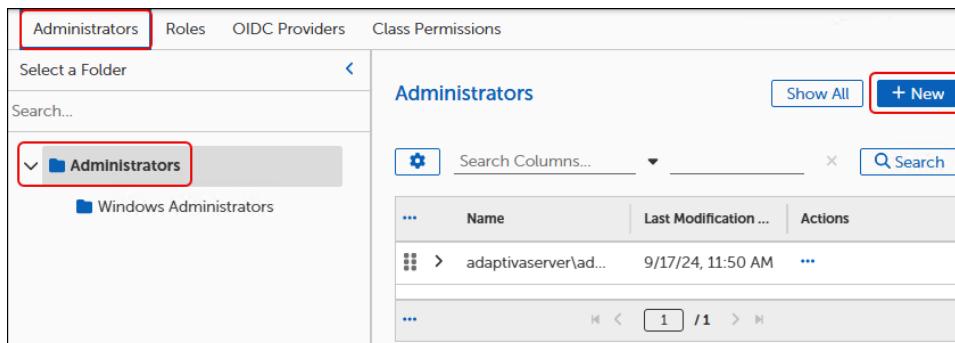 Administrators Roles OIDC Providers Class Permissions
Select a Folder
Search...
Administrators
Windows Administrators
Administrators
Show All + New
Search Columns... Search
Name Last Modification ... Actions
adaptivaserver\ad... 9/17/24, 11:50 AM
1 / 1